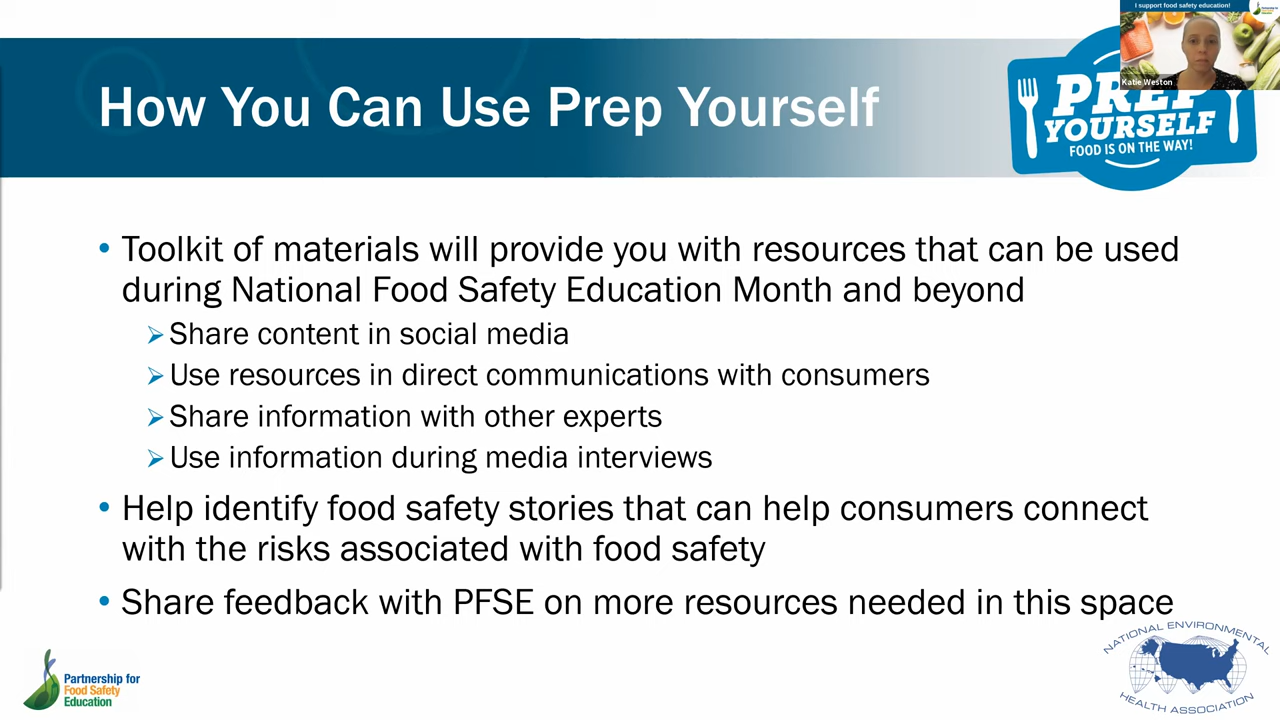 I support food safety education!
Partnership for
Food Safety
Education
Katie Weston
How You Can Use Prep Yourself
PREP
YOURSELF
FOOD IS ON THE WAY!
• Toolkit of materials will provide you with resources that can be used
during National Food Safety Education Month and beyond
➢ Share content in social media
➢ Use resources in direct communications with consumers
➢ Share information with other experts
➢ Use information during media interviews
• Help identify food safety stories that can help consumers connect
with the risks associated with food safety
• Share feedback with PFSE on more resources needed in this space
Partnership for
Food Safety
Education
NATIONAL ENVIRONMENTAL
HEALTH ASSOCIATION